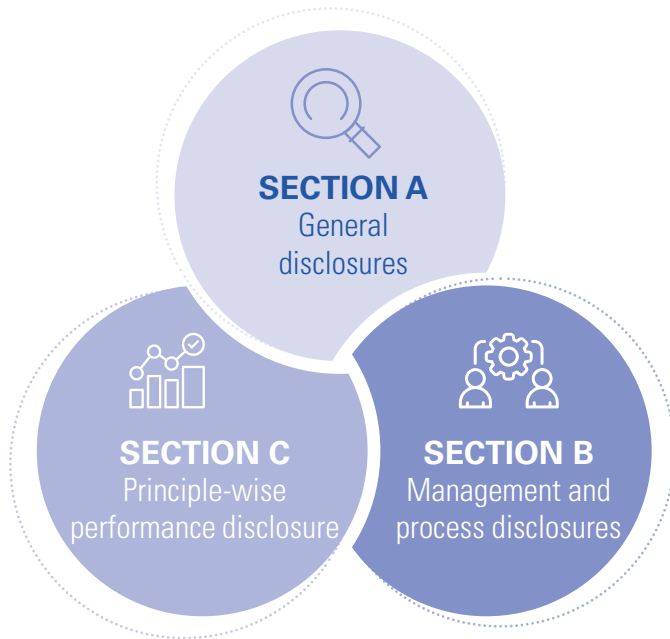 SECTION A
General
disclosures
SECTION C
Principle-wise
performance disclosure
SECTION B
Management and
process disclosures